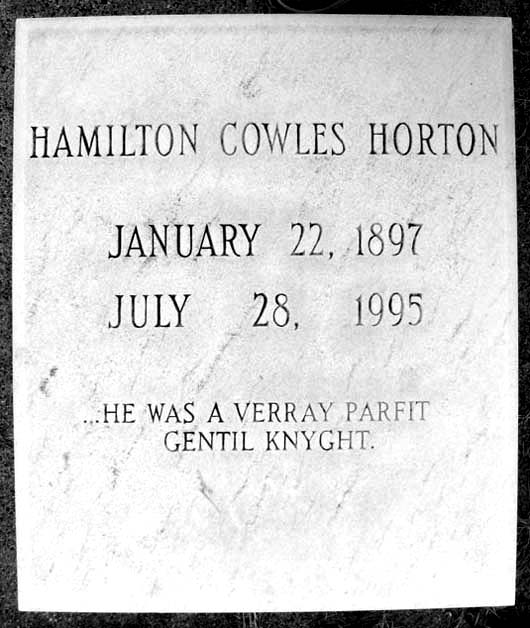 HAMILTON COWLES HORTON
JANUARY 22, 1897
JULY 28, 1995
...HE WAS A VERRAY PARFIT
GENTIL KNYGHT.